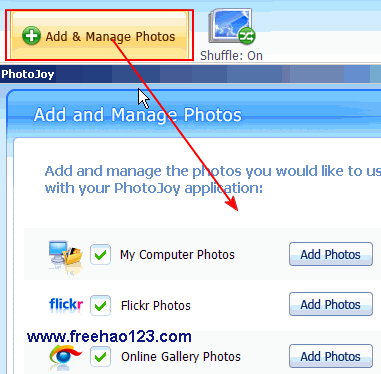 Add & Manage Photos
Shuffle: On
PhotoJoy
Add and Manage Photos
Add and manage the photos you would like to us
with your PhotoJoy application:
My Computer Photos
Add Photos
flickr
Flickr Photos
Add Photos
www.freehao123.com
Online Gallery Photos
Add Photos